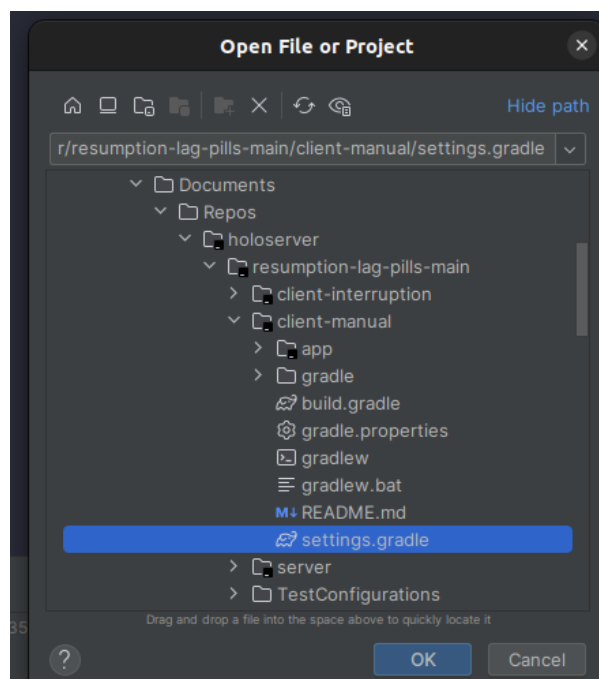 Open File or Project
Hide path
r/resumption-lag-pills-main/client-manual/settings.gradle
Documents
Repos
holoserver
resumption-lag-pills-main
client-interruption
client-manual
app
gradle
build.gradle
gradle.properties
gradlew
gradlew.bat
M↓ README.md
settings.gradle
server
TestConfigurations
35
Drag and drop a file into the space above to quickly locate it
?
OK
Cancel